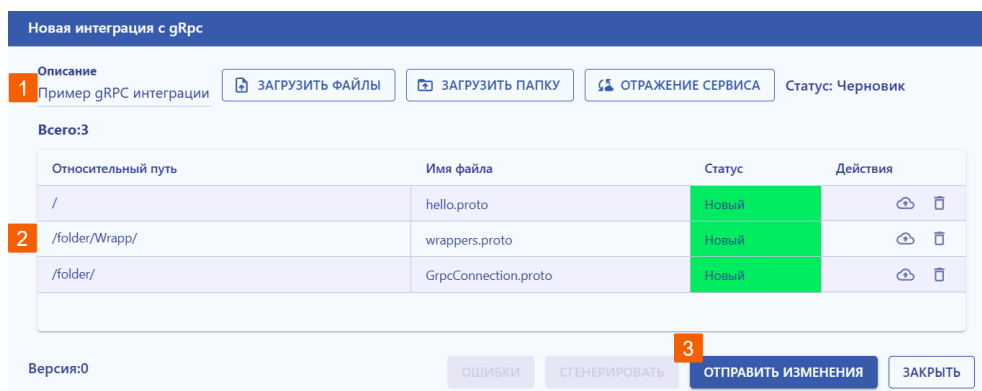 Новая интеграция с gRpc
Описание
1 Пример gRPC интеграции ЗАГРУЗИТЬ ФАЙЛЫ ЗАГРУЗИТЬ ПАПКУ ОТРАЖЕНИЕ СЕРВИСА Статус: Черновик
Всего:3
Относительный путь Имя файла Статус Действия
/ hello.proto Новый
2 /folder/Wrapp/ wrappers.proto Новый
/folder/ GrpcConnection.proto Новый
3
Версия:0 ОШИБКИ СГЕНЕРИРОВАТЬ ОТПРАВИТЬ ИЗМЕНЕНИЯ ЗАКРЫТЬ